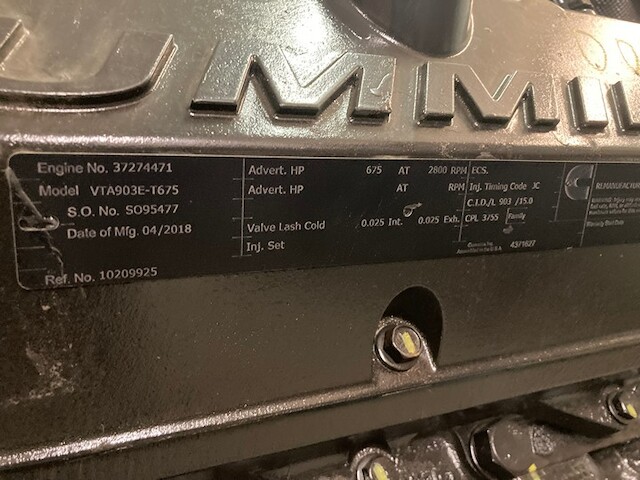 UMMI
Engine No. 37274471
Model VTA903E-T675
S.O. No. SO95477
Date of Mfg. 04/2018
Ref. No. 10209925
Advert. HP 675 AT 2800 RPM
Advert. HP AT RPM
Valve Lash Cold 0.025 Int. 0.025 Exh.
Inj. Set
ECS.
Inj. Timing Code JC
C.I.D./L 903 /15.0
CPL 3755 Family
4371627